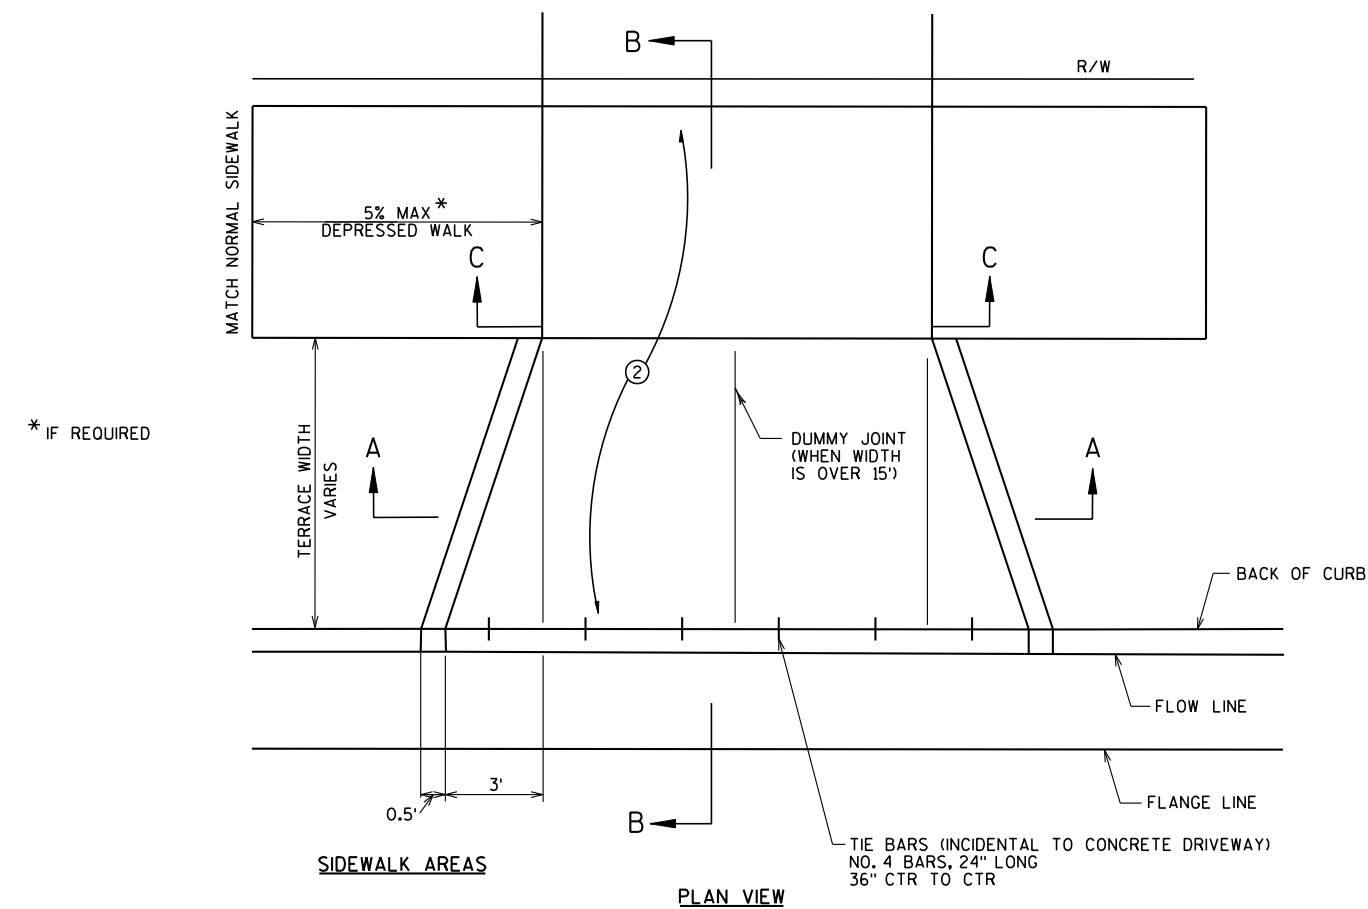 B
R/W
MATCH NORMAL SIDEWALK
5% MAX*
DEPRESSED WALK
C
C
2
* IF REQUIRED
TERRACE WIDTH
VARIES
A
DUMMY JOINT
(WHEN WIDTH
IS OVER 15')
A
BACK OF CURB
FLOW LINE
3'
0.5'
FLANGE LINE
B
TIE BARS (INCIDENTAL TO CONCRETE DRIVEWAY)
NO. 4 BARS, 24" LONG
36" CTR TO CTR
SIDEWALK AREAS
PLAN VIEW